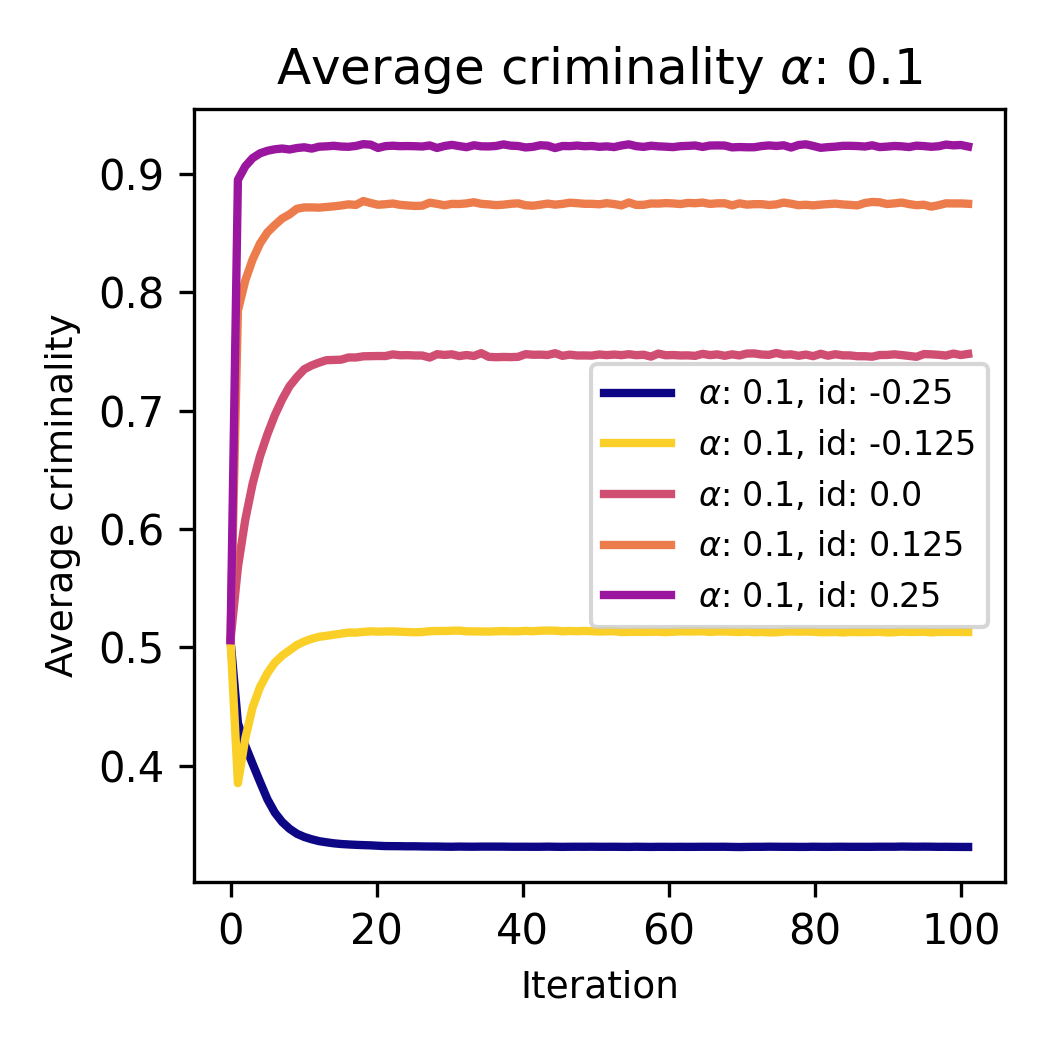 Average criminality α: 0.1
Average criminality
0.9
0.8
0.7
0.6
0.5
0.4
α: 0.1, id: -0.25
α: 0.1, id: -0.125
α: 0.1, id: 0.0
α: 0.1, id: 0.125
α: 0.1, id: 0.25
0 20 40 60 80 100
Iteration